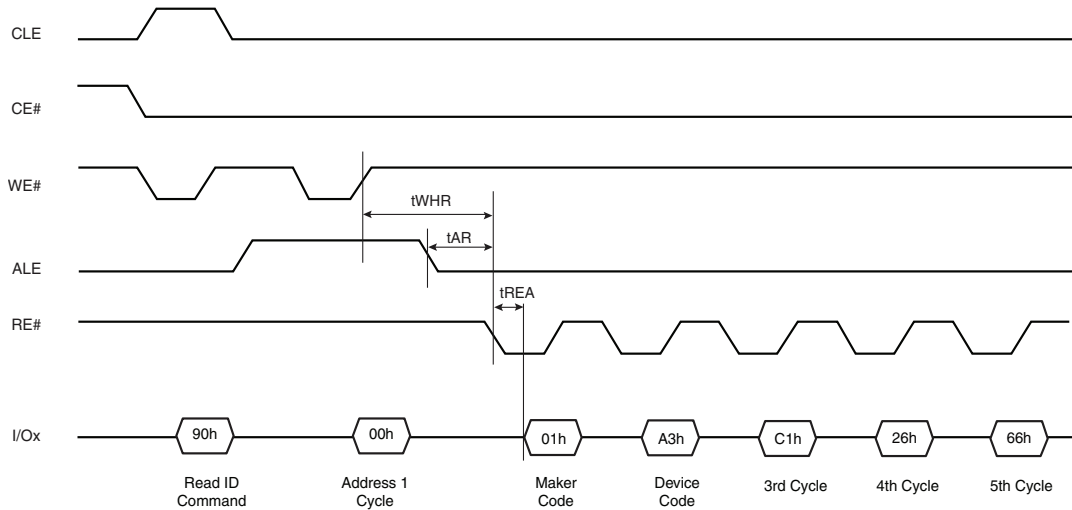 CLE
CE#
WE#
tWHR
tAR
ALE
tREA
RE#
I/Ox
90h
00h
01h
A3h
C1h
26h
66h
Read ID
Command
Address 1
Cycle
Maker
Code
Device
Code
3rd Cycle
4th Cycle
5th Cycle